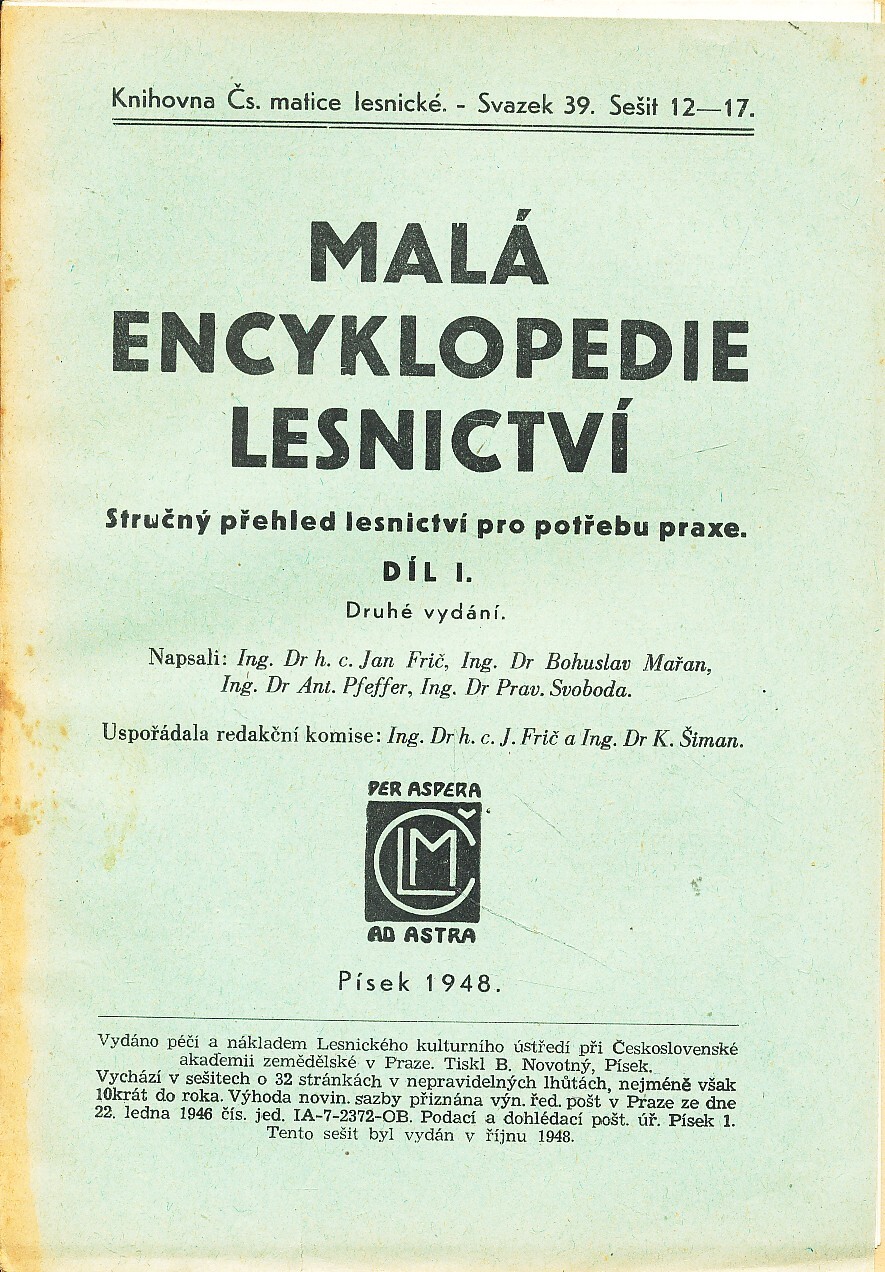 Knihovna Čs. matice lesnické. - Svazek 39. Sešit 12—17.
MALÁ
ENCYKLOPEDIE
LESNICTVÍ
Stručný přehled lesnictví pro potřebu praxe.
DÍL I.
Druhé vydání.
Napsali: Ing. Dr h. c. Jan Frič, Ing. Dr Bohuslav Mařan,
Ing. Dr Ant. Pfeffer, Ing. Dr Prav. Svoboda.
Uspořádala redakční komise: Ing. Dr h. c. J. Frič a Ing. Dr K. Šiman.
PER ASPERA
ČLM
AD ASTRA
Písek 1948.
Vydáno péčí a nákladem Lesnického kulturního ústředí při Československé
akademii zemědělské v Praze. Tiskl B. Novotný, Písek.
Vychází v sešitech o 32 stránkách v nepravidelných lhůtách, nejméně však
10krát do roka. Výhoda novin. sazby přiznána výn. řed. pošt v Praze ze dne
22. ledna 1946 čís. jed. IA-7-2372-OB. Podací a dohlédací pošt. úř. Písek 1.
Tento sešit byl vydán v říjnu 1948.